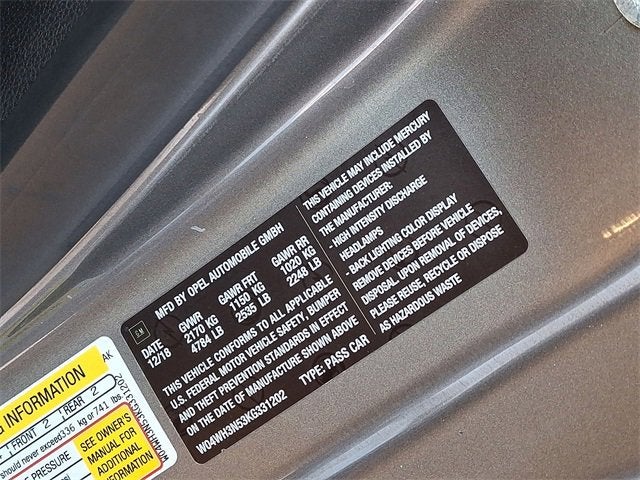 GM
MFD BY OPEL AUTOMOBILE GMBH
DATE GVWR GAWR FRT GAWR RR
12/18 2170 KG 1150 KG 1020 KG
4784 LB 2535 LB 2248 LB
THIS VEHICLE CONFORMS TO ALL APPLICABLE
U.S. FEDERAL MOTOR VEHICLE SAFETY, BUMPER
AND THEFT PREVENTION STANDARDS IN EFFECT
ON THE DATE OF MANUFACTURE SHOWN ABOVE
TYPE: PASS CAR
W04WH3N53KG331202
THIS VEHICLE MAY INCLUDE MERCURY
CONTAINING DEVICES INSTALLED BY
THE MANUFACTURER:
- HIGH INTENSITY DISCHARGE
HEADLAMPS
- BACK LIGHTING COLOR DISPLAY
REMOVE DEVICES BEFORE VEHICLE
DISPOSAL. UPON REMOVAL OF DEVICES,
PLEASE REUSE, RECYCLE OR DISPOSE
AS HAZARDOUS WASTE
INFORMATION
FRONT 2 REAR 2
should never exceed 336 kg or 741 lbs.
PRESSURE
SEE OWNER'S
MANUAL FOR
ADDITIONAL
INFORMATION
AK
W04WH3N53KG331202